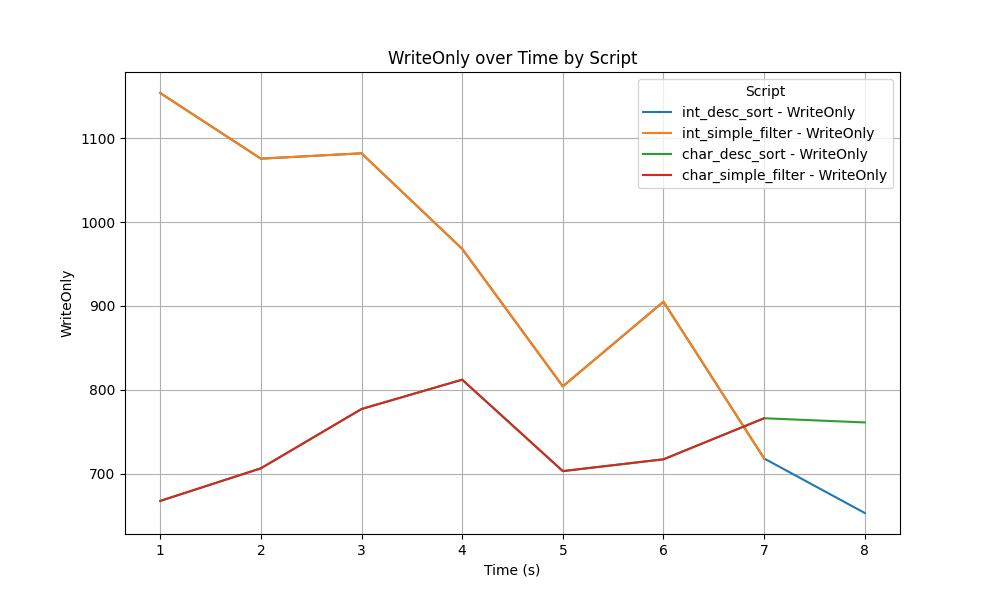 WriteOnly over Time by Script
Script
int_desc_sort - WriteOnly
int_simple_filter - WriteOnly
char_desc_sort - WriteOnly
char_simple_filter - WriteOnly
WriteOnly
1100
1000
900
800
700
1 2 3 4 5 6 7 8
Time (s)